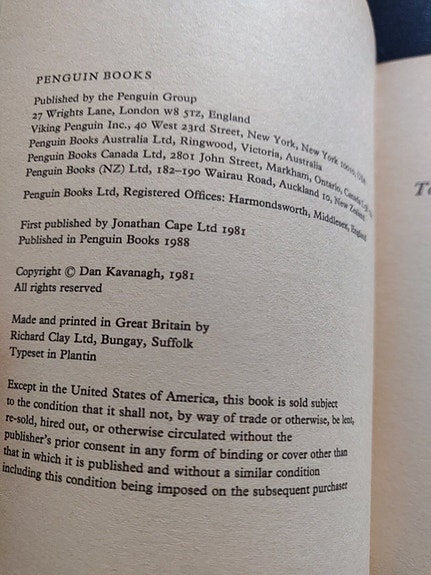 PENGUIN BOOKS
Published by the Penguin Group
27 Wrights Lane, London W8 5TZ, England
Viking Penguin Inc., 40 West 23rd Street, New York, New York 10010, USA
Penguin Books Australia Ltd, Ringwood, Victoria, Australia
Penguin Books Canada Ltd, 2801 John Street, Markham, Ontario, Canada
Penguin Books (NZ) Ltd, 182–190 Wairau Road, Auckland 10, New Zealand
Penguin Books Ltd, Registered Offices: Harmondsworth, Middlesex, England
First published by Jonathan Cape Ltd 1981
Published in Penguin Books 1988
Copyright © Dan Kavanagh, 1981
All rights reserved
Made and printed in Great Britain by
Richard Clay Ltd, Bungay, Suffolk
Typeset in Plantin
Except in the United States of America, this book is sold subject
to the condition that it shall not, by way of trade or otherwise, be lent,
re-sold, hired out, or otherwise circulated without the
publisher's prior consent in any form of binding or cover other than
that in which it is published and without a similar condition
including this condition being imposed on the subsequent purchaser